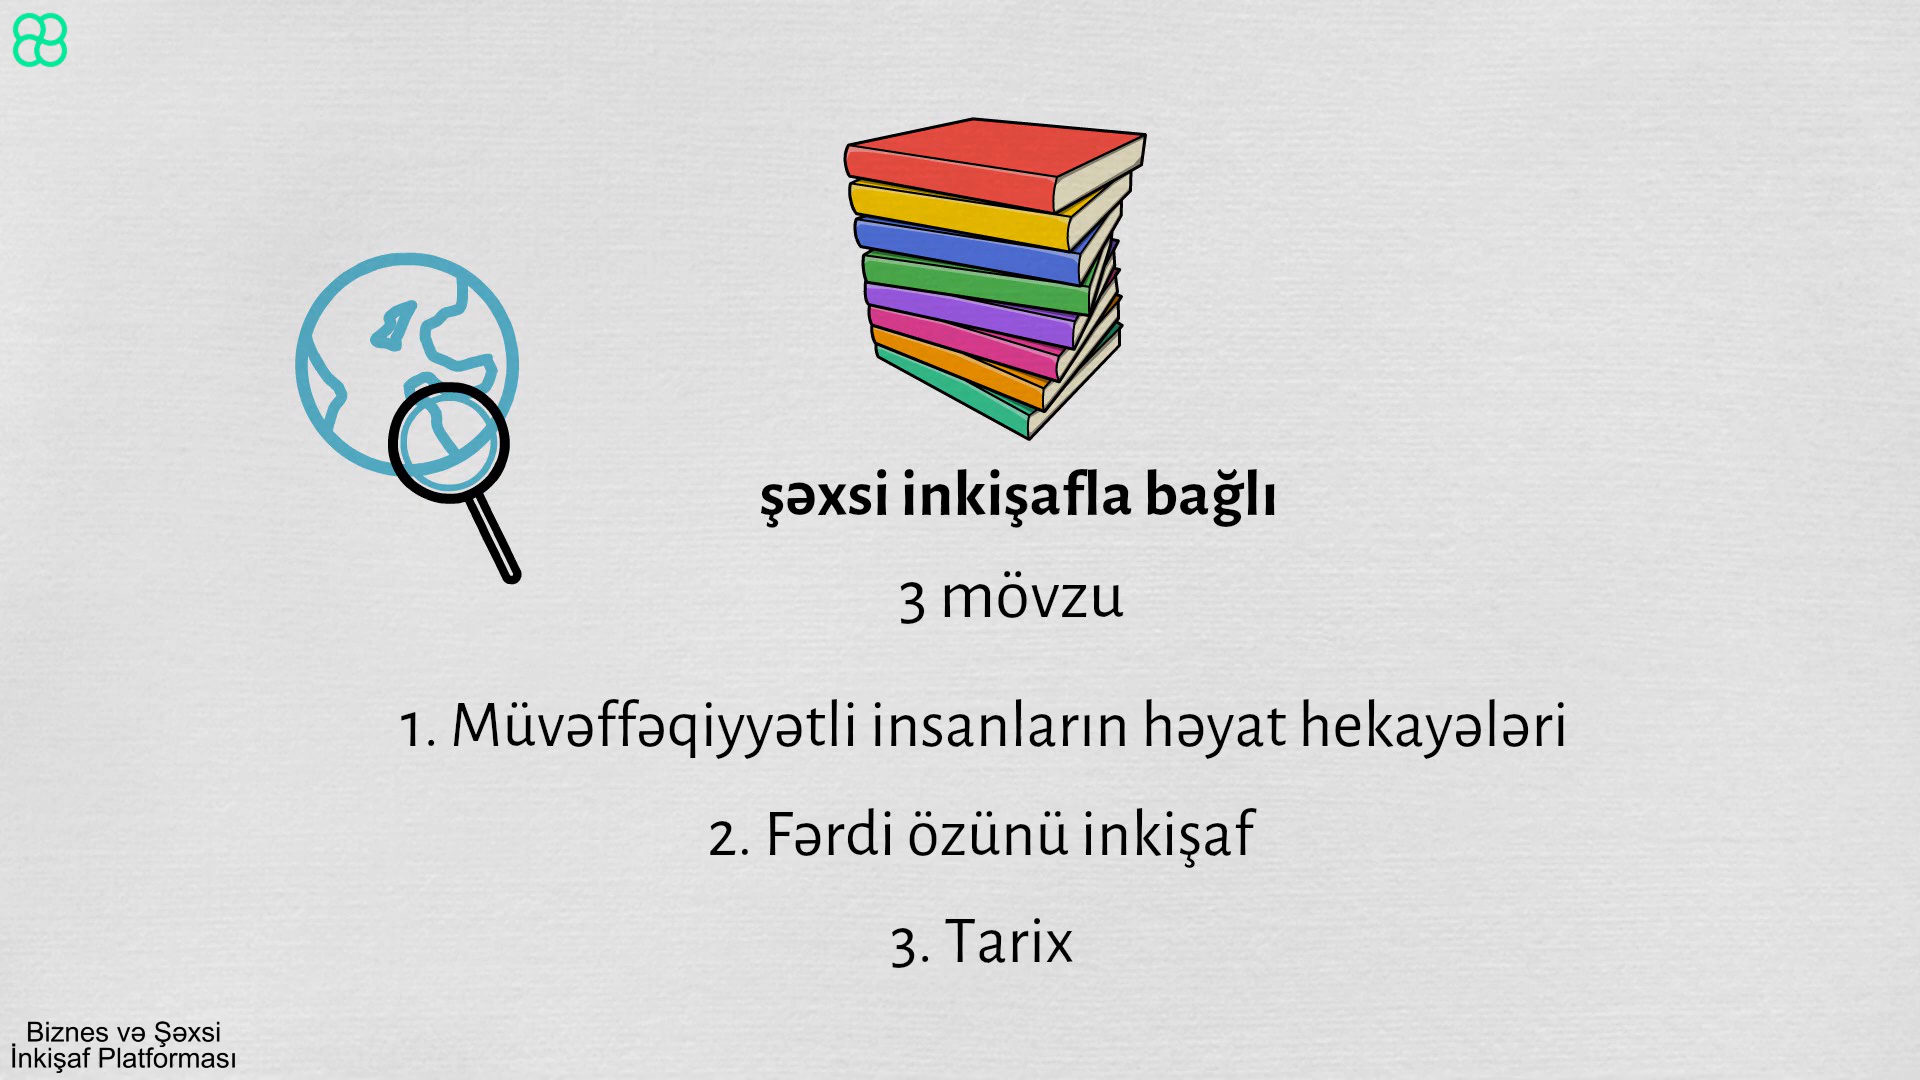 şəxsi inkişafla bağlı
3 mövzu
1. Müvəffəqiyyətli insanların həyat hekayələri
2. Fərdi özünü inkişaf
3. Tarix
Biznes və Şəxsi
İnkişaf Platforması